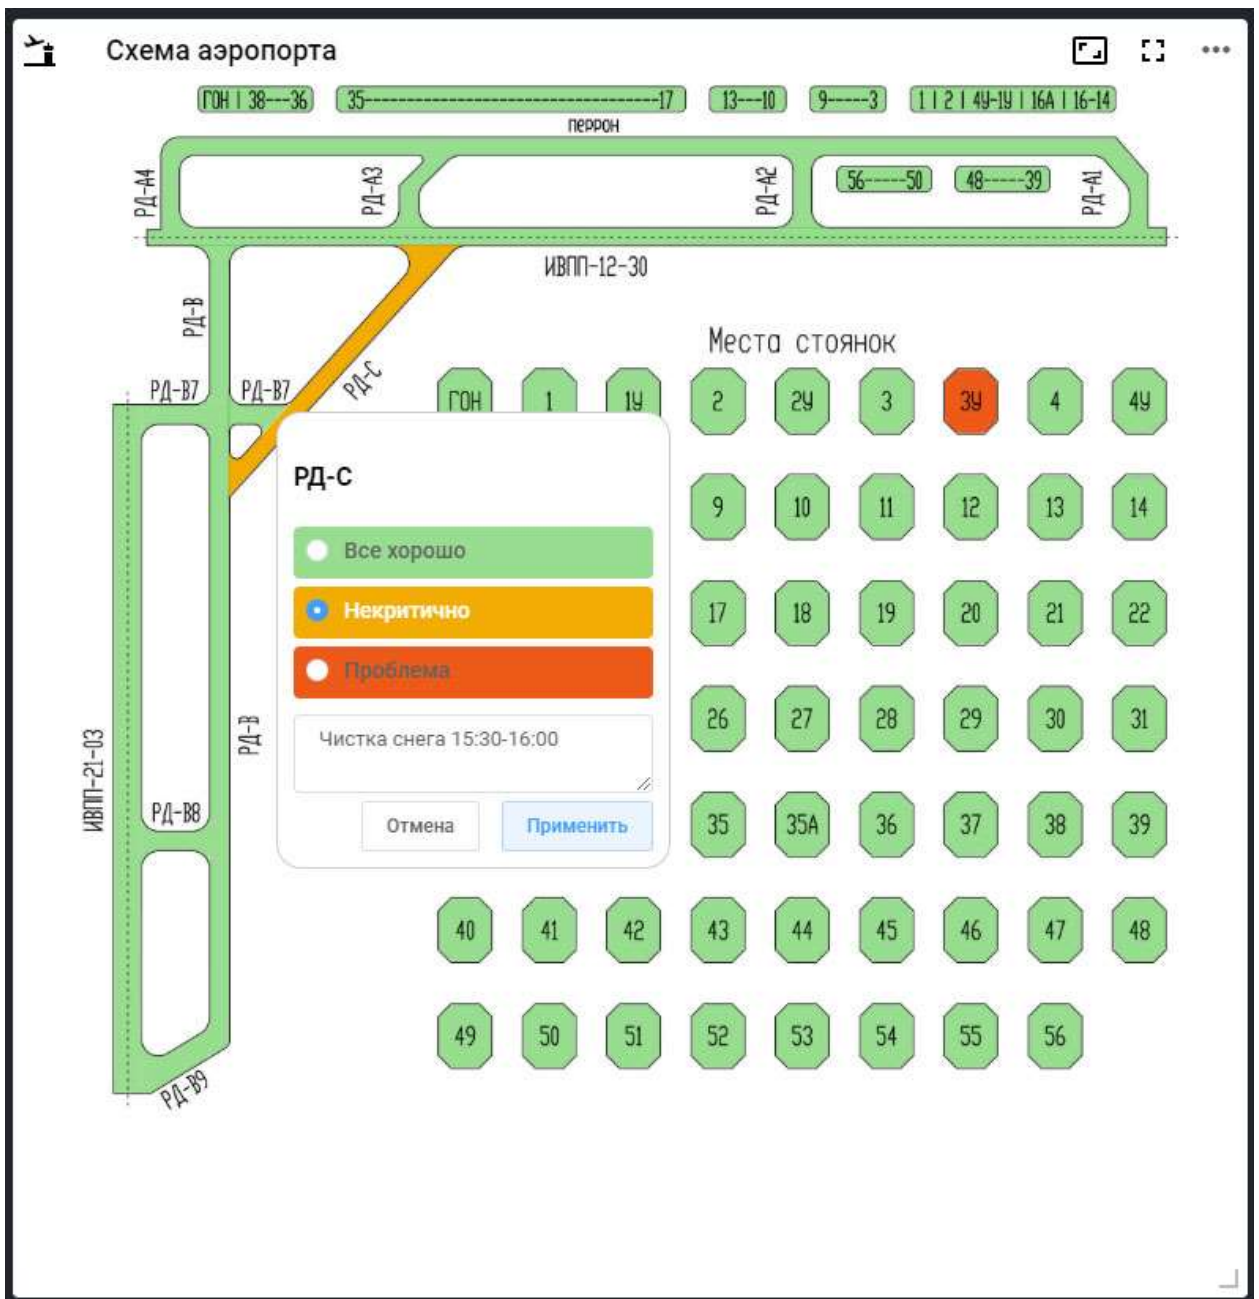 Схема аэропорта
ГОН | 38---36
35------------------------------------17
13---10
9-----3
1 | 2 | 4У-1У | 16А | 16-14
перрон
РД-А4
РД-А3
РД-А2
56------50
48-----39
РД-А1
ИВПП-12-30
РД-В
РД-С
Места стоянок
РД-В7
РД-В7
ГОН 1 1У 2 2У 3 3У 4 4У
РД-С
9 10 11 12 13 14
Все хорошо
Некритично
17 18 19 20 21 22
Проблема
26 27 28 29 30 31
РД-В
Чистка снега 15:30-16:00
ИВПП-21-03
РД-В8
Отмена
Применить
35 35А 36 37 38 39
40 41 42 43 44 45 46 47 48
49 50 51 52 53 54 55 56
РД-В9